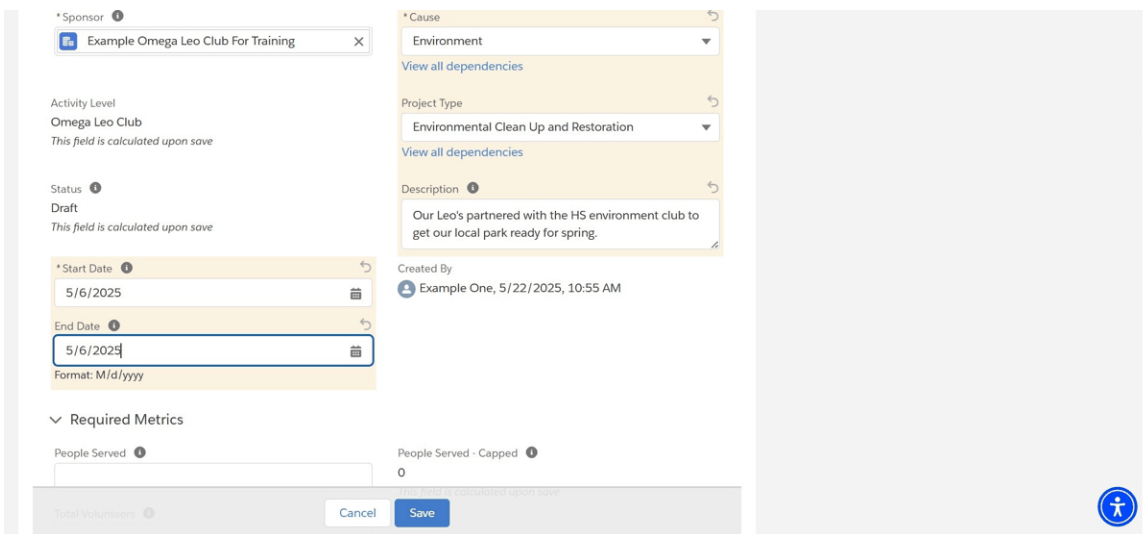 * Sponsor
Example Omega Leo Club For Training
Activity Level
Omega Leo Club
This field is calculated upon save
Status
Draft
This field is calculated upon save
* Start Date
5/6/2025
End Date
5/6/2025
Format: M/d/yyyy
* Cause
Environment
View all dependencies
Project Type
Environmental Clean Up and Restoration
View all dependencies
Description
Our Leo's partnered with the HS environment club to
get our local park ready for spring.
Created By
Example One, 5/22/2025, 10:55 AM
Required Metrics
People Served
People Served - Capped
0
This field is calculated upon save
Total Volunteers
Cancel
Save